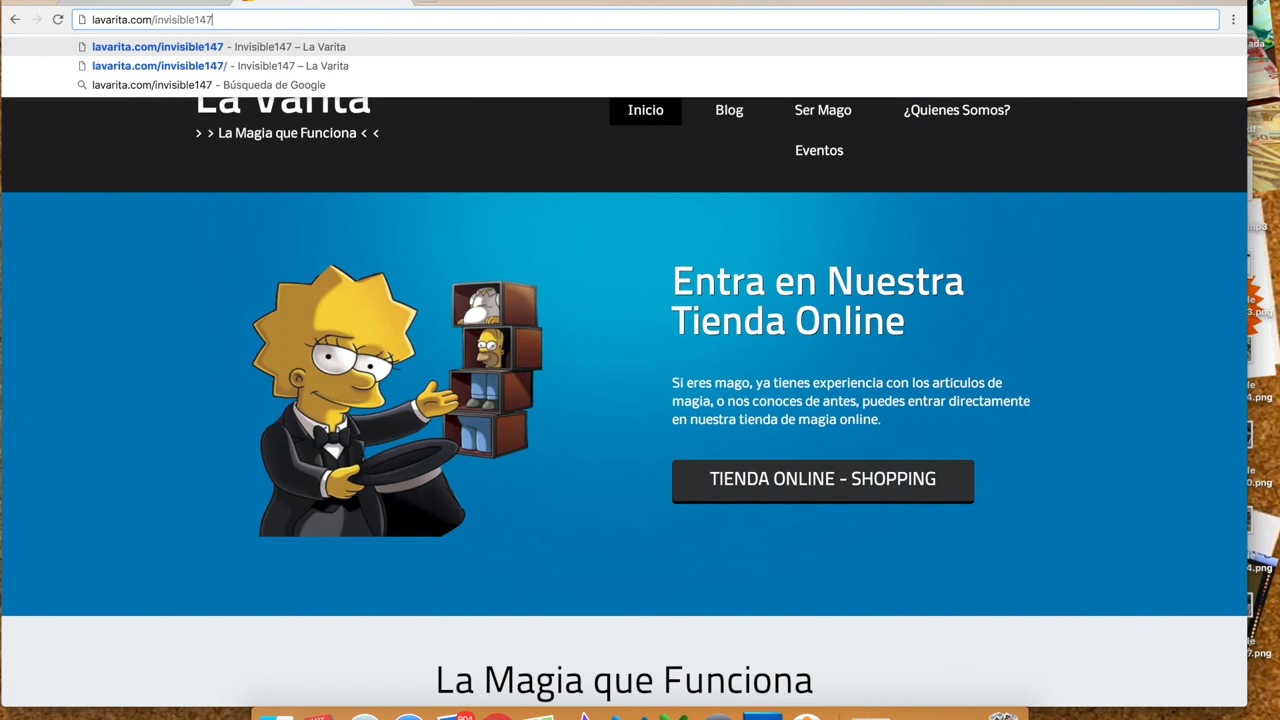 lavarita.com/invisible147
lavarita.com/invisible147 - Invisible147 – La Varita
lavarita.com/invisible147/ - Invisible147 – La Varita
lavarita.com/invisible147 - Búsqueda de Google
La Varita
> > La Magia que Funciona < <
Inicio
Blog
Ser Mago
¿Quienes Somos?
Eventos
Entra en Nuestra
Tienda Online
Si eres mago, ya tienes experiencia con los artículos de
magia, o nos conoces de antes, puedes entrar directamente
en nuestra tienda de magia online.
TIENDA ONLINE - SHOPPING
La Magia que Funciona
904